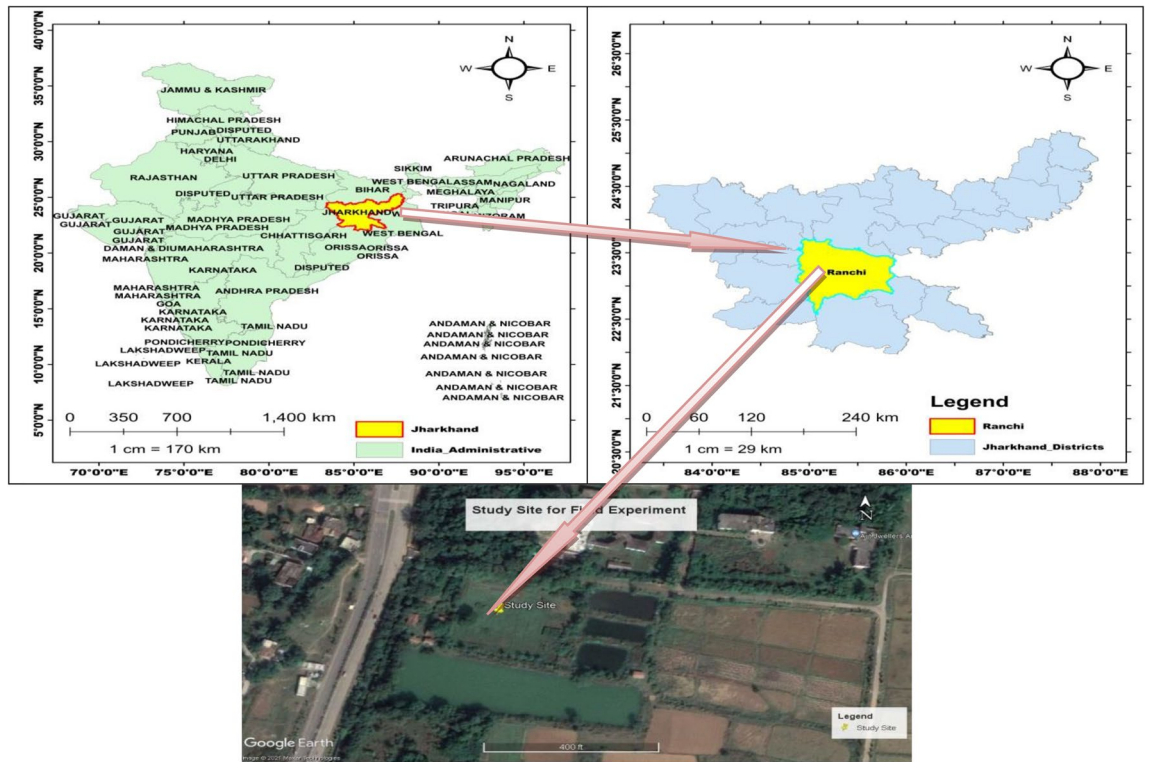 40°0'0"N
35°0'0"N
30°0'0"N
25°0'0"N
20°0'0"N
15°0'0"N
10°0'0"N
5°0'0"N
N
W E
S
JAMMU & KASHMIR
HIMACHAL PRADESH
PUNJAB DISPUTED
UTTARAKHAND
HARYANA
DELHI
ARUNACHAL PRADESH
SIKKIM
RAJASTHAN UTTAR PRADESH
WEST BENGAL ASSAM NAGALAND
BIHAR
MEGHALAYA
DISPUTED UTTAR PRADESH
MANIPUR
TRIPURA
JHARKHAND
GUJARAT GUJARAT MADHYA PRADESH
GUJARAT MADHYA PRADESH
GUJARAT CHHATTISGARH WEST BENGAL
GUJARAT
DAMAN & DIU MAHARASHTRA ORISSA ORISSA
MAHARASHTRA ORISSA
KARNATAKA DISPUTED
MAHARASHTRA ANDHRA PRADESH
MAHARASHTRA
GOA
KARNATAKA
KARNATAKA
KARNATAKA TAMIL NADU
PONDICHERRY PONDICHERRY
LAKSHADWEEP TAMIL NADU
LAKSHADWEEP KERALA
TAMIL NADU
LAKSHADWEEP TAMIL NADU
ANDAMAN & NICOBAR
ANDAMAN & NICOBAR
ANDAMAN & NICOBAR
ANDAMAN & NICOBAR
ANDAMAN & NICOBAR
ANDAMAN & NICOBAR
ANDAMAN & NICOBAR
0 350 700 1,400 km
1 cm = 170 km
Jharkhand
India_Administrative
70°0'0"E 75°0'0"E 80°0'0"E 85°0'0"E 90°0'0"E 95°0'0"E
26°30'0"N
25°30'0"N
24°30'0"N
23°30'0"N
22°30'0"N
21°30'0"N
20°30'0"N
N
W E
S
Ranchi
Legend
Ranchi
Jharkhand_Districts
0 60 120 240 km
1 cm = 29 km
84°0'0"E 85°0'0"E 86°0'0"E 87°0'0"E 88°0'0"E
Study Site for Experiment
N
Study Site
Legend
Study Site
Google Earth
400 ft